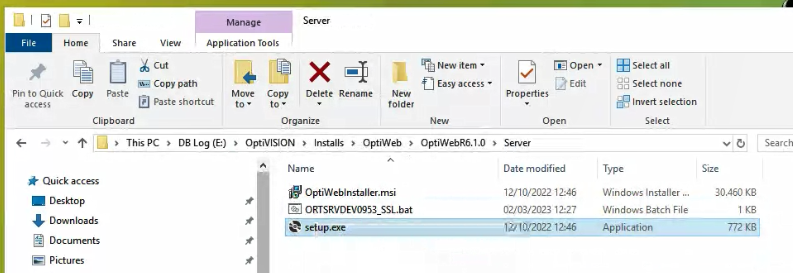 Manage
Server
File
Home
Share
View
Application Tools
Pin to Quick access
Copy
Paste
Cut
Copy path
Paste shortcut
Clipboard
Move to
Copy to
Delete
Rename
Organize
New folder
New item
Easy access
New
Properties
Open
Edit
Open
Select all
Select none
Invert selection
Select
This PC > DB Log (E:) > OptiVISION > Installs > OptiWeb > OptiWebR6.1.0 > Server
Search
Quick access
Desktop
Downloads
Documents
Pictures
Name Date modified Type Size
OptiWebInstaller.msi 12/10/2022 12:46 Windows Installer ... 30.460 KB
ORTSRVDEV0953_SSL.bat 02/03/2023 12:27 Windows Batch File 1 KB
setup.exe 12/10/2022 12:46 Application 772 KB